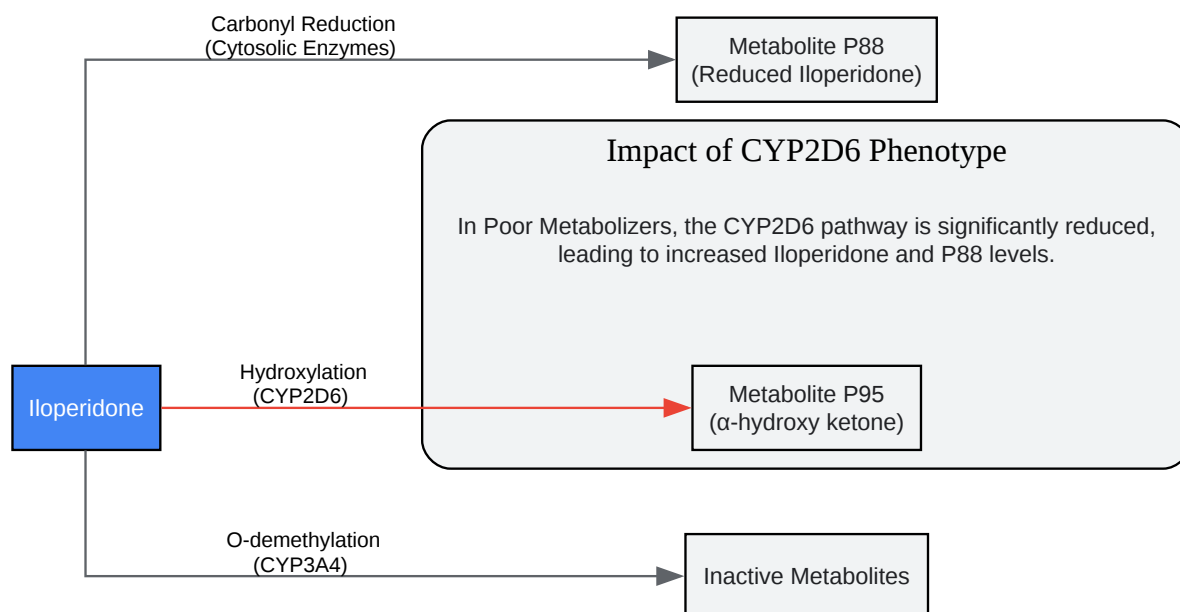 Carbonyl Reduction
(Cytosolic Enzymes)
Metabolite P88
(Reduced Iloperidone)
Impact of CYP2D6 Phenotype
In Poor Metabolizers, the CYP2D6 pathway is significantly reduced,
leading to increased Iloperidone and P88 levels.
Iloperidone
Hydroxylation
(CYP2D6)
Metabolite P95
(α-hydroxy ketone)
O-demethylation
(CYP3A4)
Inactive Metabolites